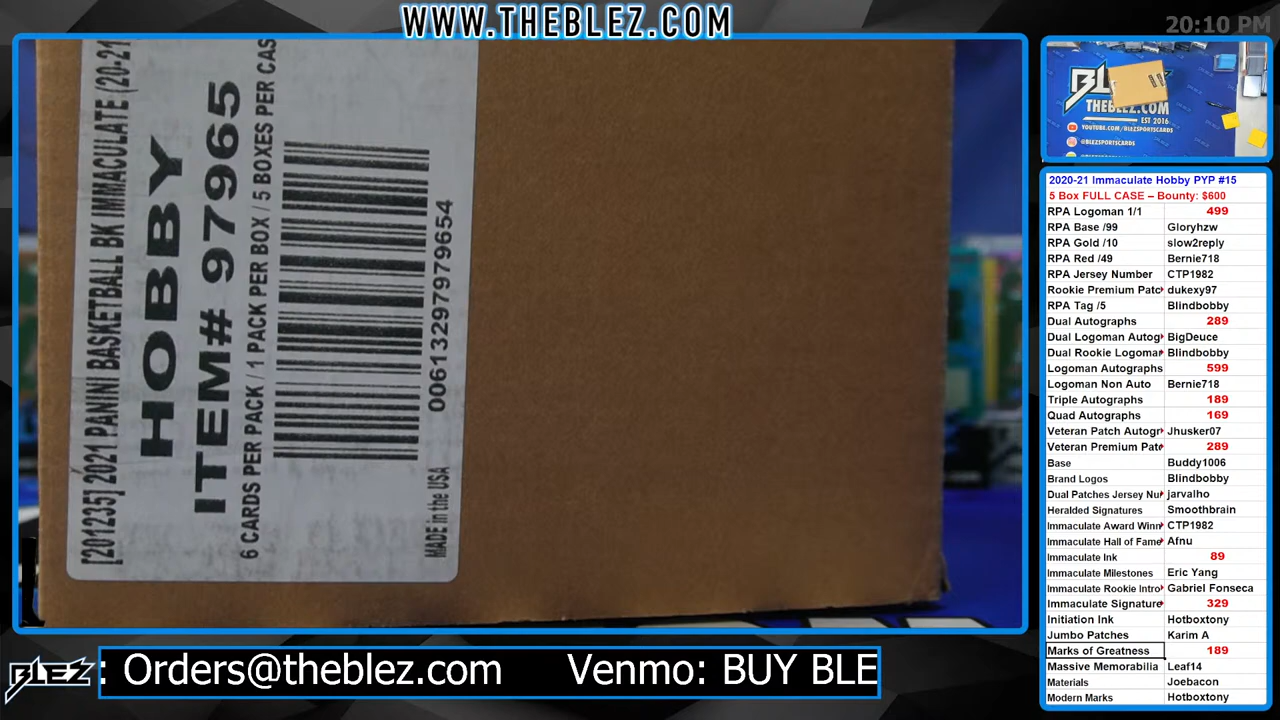 WWW.THEBLEZ.COM
20:10 PM
[201235] 2021 PANINI BASKETBALL BK IMMACULATE (20-21
HOBBY
ITEM# 97965
6 CARDS PER PACK / 1 PACK PER BOX / 5 BOXES PER CAS
00613297979654
MADE in the USA
BLEZ
THEBLEZ.COM
EST 2016
YOUTUBE.COM/BLEZSPORTSCARDS
@BLEZSPORTSCARDS
2020-21 Immaculate Hobby PYP #15
5 Box FULL CASE – Bounty: $600
RPA Logoman 1/1 499
RPA Base /99 Gloryhzw
RPA Gold /10 slow2reply
RPA Red /49 Bernie718
RPA Jersey Number CTP1982
Rookie Premium Patc dukexy97
RPA Tag /5 Blindbobby
Dual Autographs 289
Dual Logoman Autog BigDeuce
Dual Rookie Logoma Blindbobby
Logoman Autographs 599
Logoman Non Auto Bernie718
Triple Autographs 189
Quad Autographs 169
Veteran Patch Autogr Jhusker07
Veteran Premium Pat 289
Base Buddy1006
Brand Logos Blindbobby
Dual Patches Jersey Nu jarvalho
Heralded Signatures Smoothbrain
Immaculate Award Winn CTP1982
Immaculate Hall of Fame Afnu
Immaculate Ink 89
Immaculate Milestones Eric Yang
Immaculate Rookie Intro Gabriel Fonseca
Immaculate Signature 329
Initiation Ink Hotboxtony
Jumbo Patches Karim A
Marks of Greatness 189
Massive Memorabilia Leaf14
Materials Joebacon
Modern Marks Hotboxtony
BLEZ : Orders@theblez.com Venmo: BUY BLE